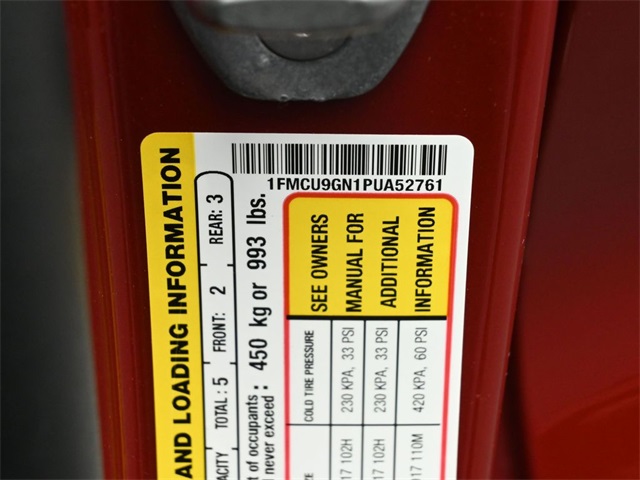 1FMCU9GN1PUA52761
AND LOADING INFORMATION
TOTAL: 5 FRONT: 2 REAR: 3
of occupants : 450 kg or 993 lbs.
never exceed :
COLD TIRE PRESSURE
SEE OWNERS
MANUAL FOR
ADDITIONAL
INFORMATION
17 102H 230 KPA, 33 PSI
17 102H 230 KPA, 33 PSI
17 110M 420 KPA, 60 PSI